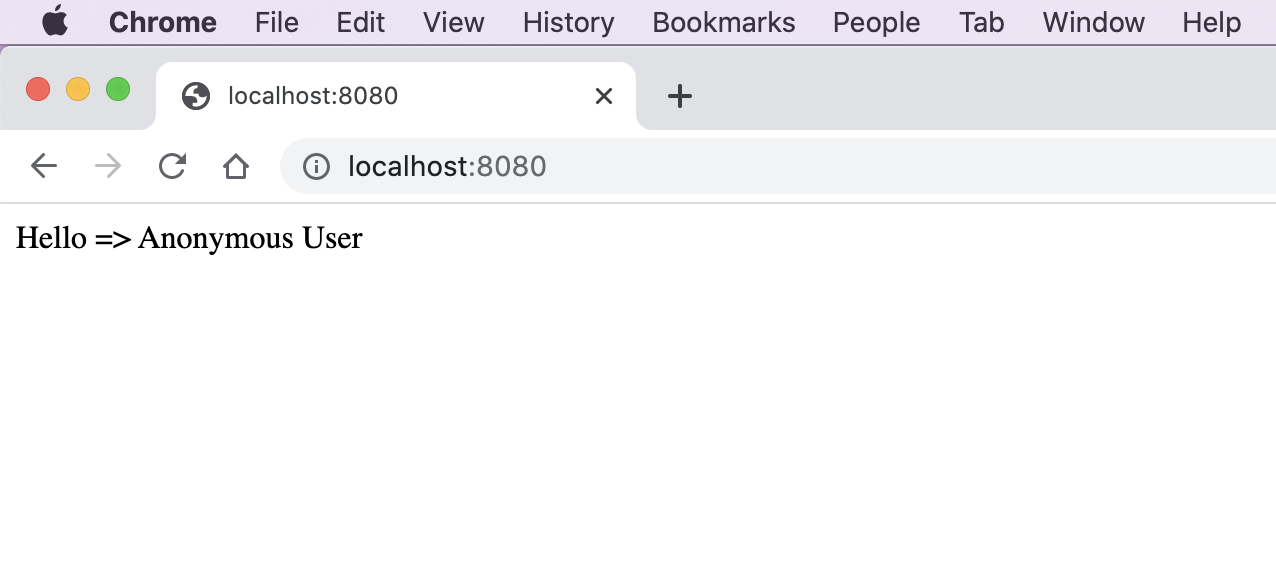 Chrome File Edit View History Bookmarks People Tab Window Help
localhost:8080
localhost:8080
Hello => Anonymous User